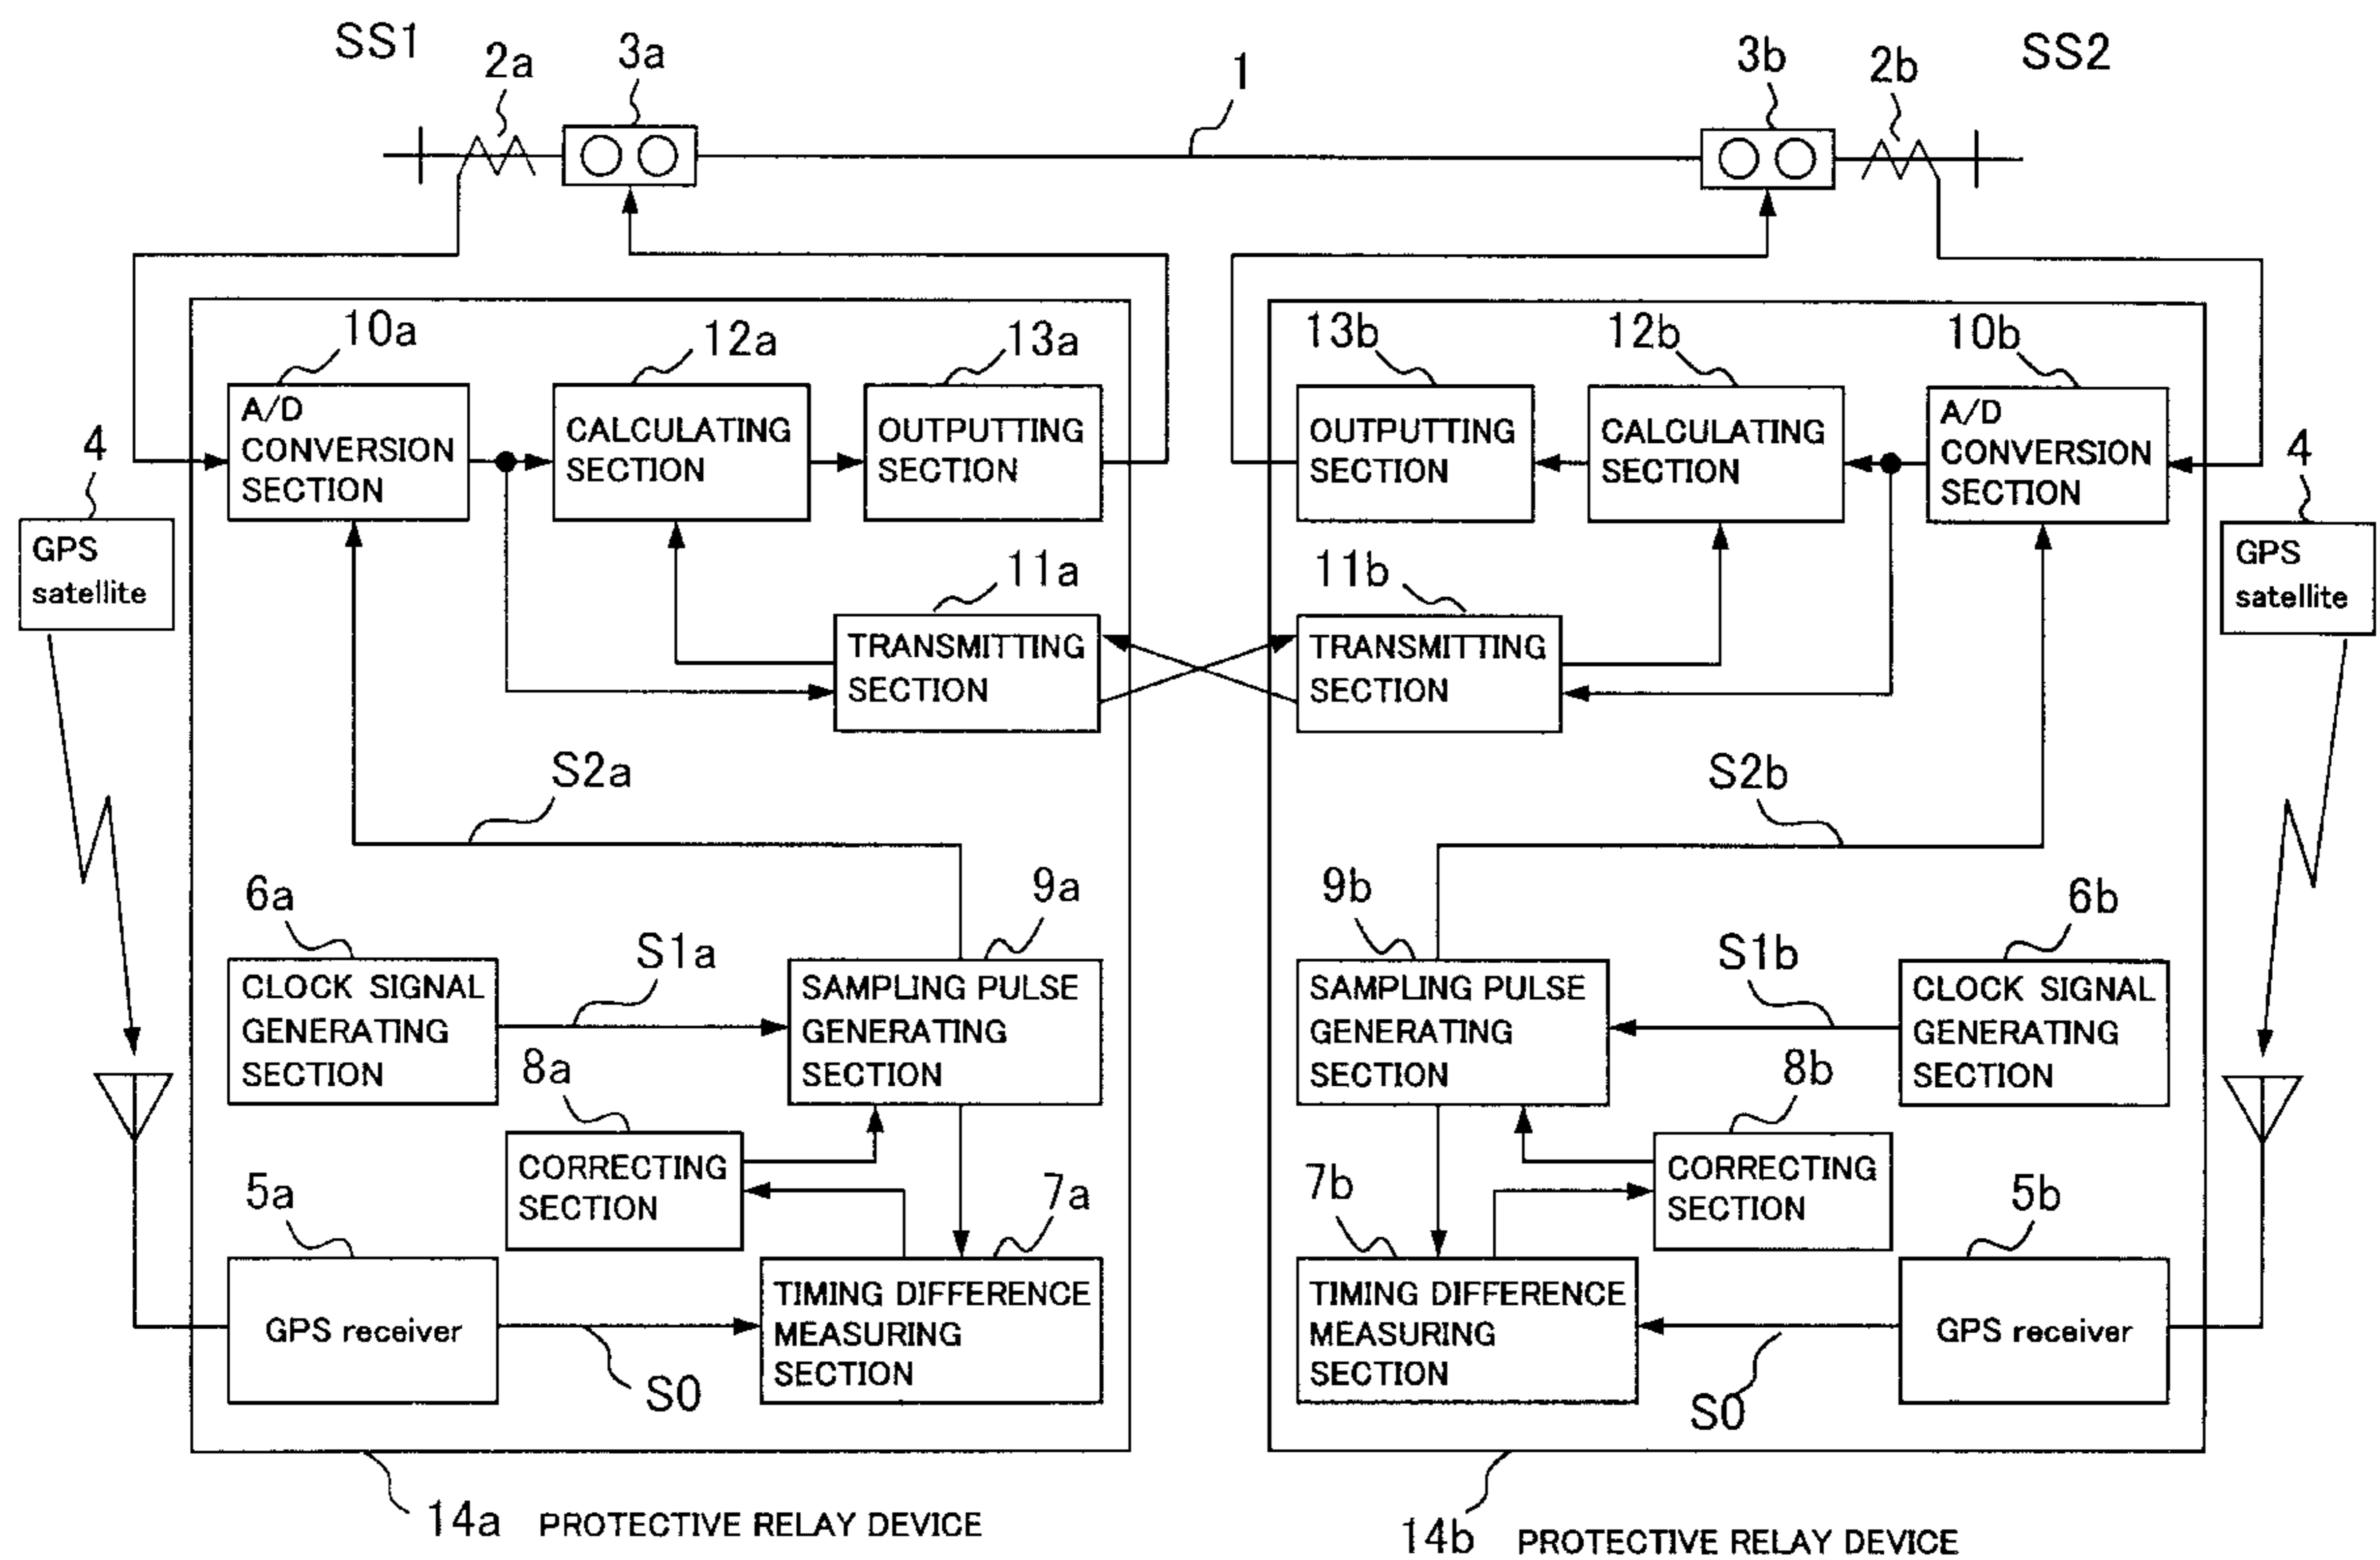 SS1
2a
3a
1
3b
2b
SS2
10a
12a
13a
13b
12b
10b
A/D
CONVERSION
SECTION
CALCULATING
SECTION
OUTPUTTING
SECTION
OUTPUTTING
SECTION
CALCULATING
SECTION
A/D
CONVERSION
SECTION
4
GPS
satellite
4
GPS
satellite
11a
TRANSMITTING
SECTION
11b
TRANSMITTING
SECTION
S2a
S2b
6a
9a
9b
6b
CLOCK SIGNAL
GENERATING
SECTION
S1a
SAMPLING PULSE
GENERATING
SECTION
SAMPLING PULSE
GENERATING
SECTION
S1b
CLOCK SIGNAL
GENERATING
SECTION
8a
CORRECTING
SECTION
8b
CORRECTING
SECTION
5a
7a
7b
5b
GPS receiver
S0
TIMING DIFFERENCE
MEASURING
SECTION
TIMING DIFFERENCE
MEASURING
SECTION
S0
GPS receiver
14a PROTECTIVE RELAY DEVICE
14b PROTECTIVE RELAY DEVICE